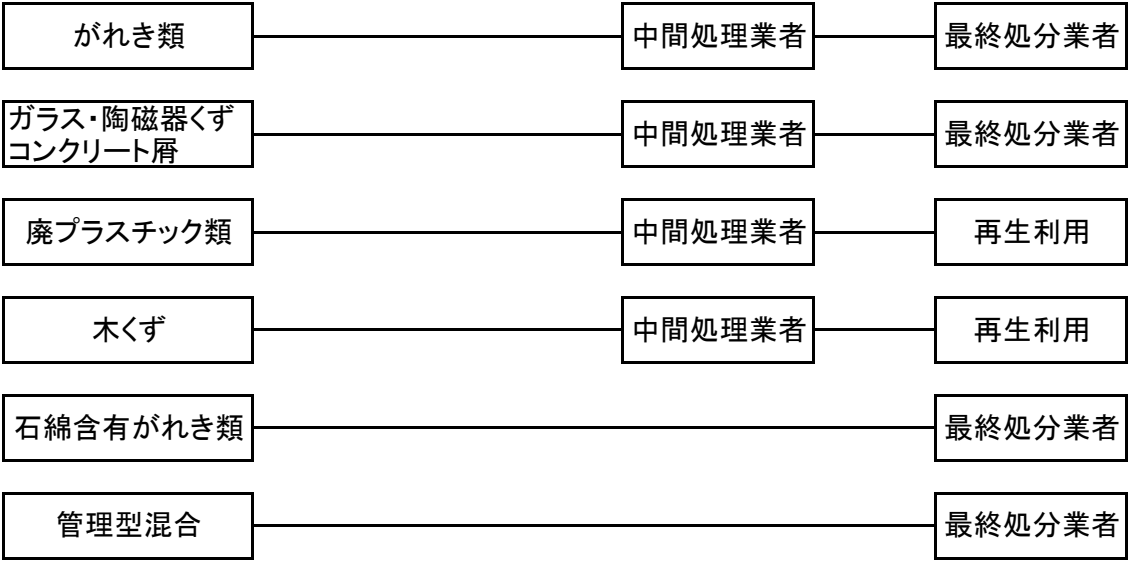 がれき類
中間処理業者
最終処分業者
ガラス・陶磁器くず
コンクリート屑
中間処理業者
最終処分業者
廃プラスチック類
中間処理業者
再生利用
木くず
中間処理業者
再生利用
石綿含有がれき類
最終処分業者
管理型混合
最終処分業者